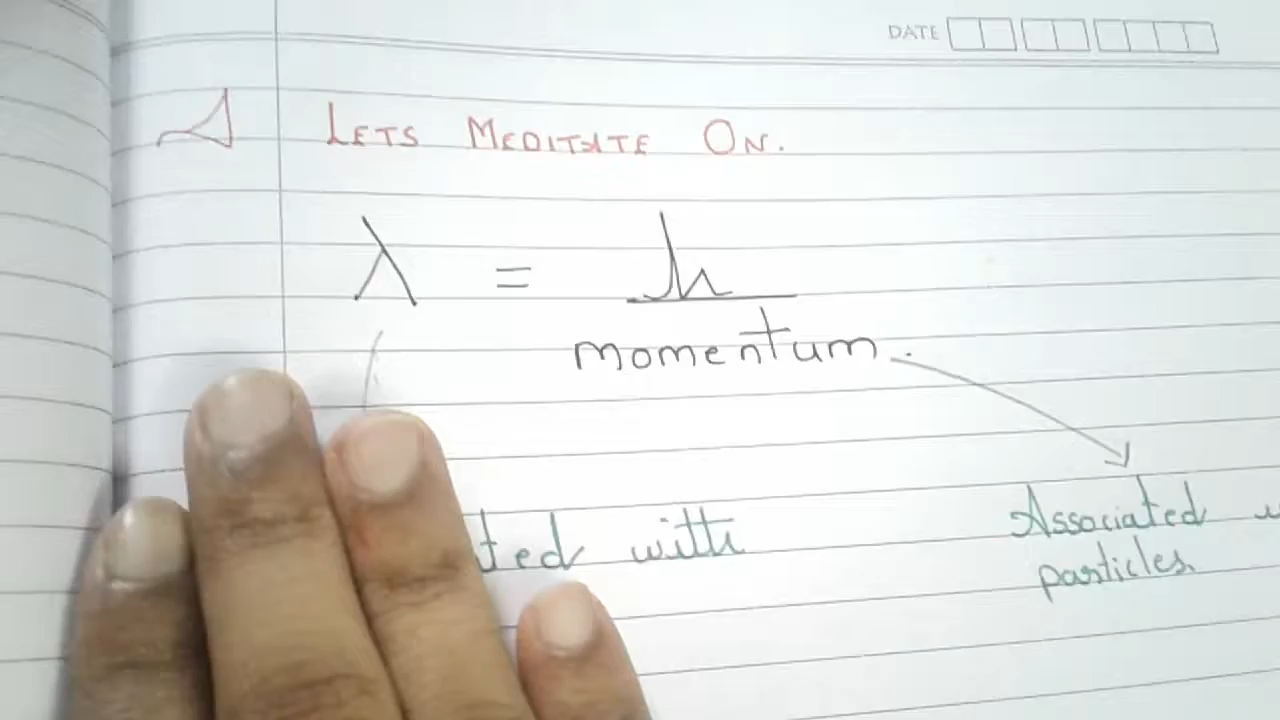 DATE
LETS MEDITATE ON.
λ = h
momentum.
ted with
Associated
particles.